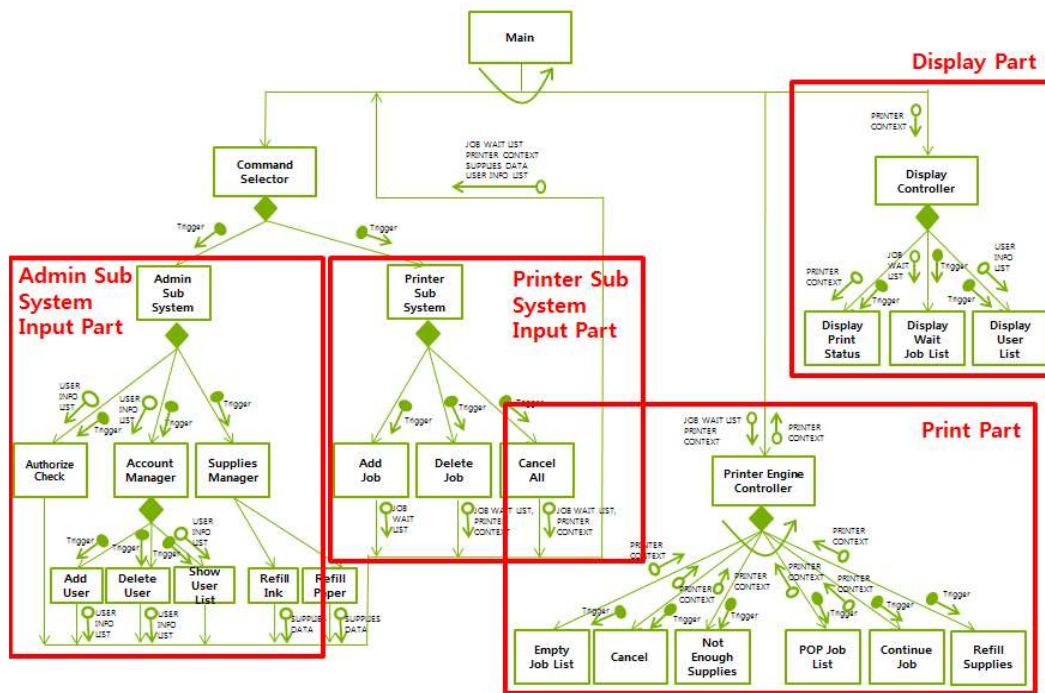 Main
Display Part
PRINTER
CONTEXT
JOB WAIT LIST
PRINTER CONTEXT
SUPPLIES DATA
USER INFO LIST
Command
Selector
Display
Controller
Trigger
Trigger
Admin Sub
System
Input Part
Admin
Sub
System
Printer
Sub
System
Printer Sub
System
Input Part
PRINTER
CONTEXT
Trigger
JOB
WAIT
LIST
Trigger
Trigger
USER
INFO
LIST
Display
Print
Status
Display
Wait
Job List
Display
User
List
USER
INFO
LIST
Trigger
USER
INFO
LIST
Trigger
Trigger
Trigger
Trigger
Trigger
Authorize
Check
Account
Manager
Supplies
Manager
Add
Job
Delete
Job
Cancel
All
JOB WAIT LIST
PRINTER
CONTEXT
PRINTER
CONTEXT
Print Part
Printer Engine
Controller
JOB
WAIT
LIST
JOB WAIT LIST,
PRINTER
CONTEXT
JOB WAIT LIST,
PRINTER
CONTEXT
Trigger
Trigger
Trigger
USER
INFO
LIST
Add
User
Delete
User
Show
User
List
Refill
Ink
Refill
Paper
USER
INFO
LIST
USER
INFO
LIST
SUPPLIES
DATA
SUPPLIES
DATA
PRINTER
CONTEXT
PRINTER
CONTEXT
PRINTER
CONTEXT
PRINTER
CONTEXT
PRINTER
CONTEXT
PRINTER
CONTEXT
Trigger
Trigger
Trigger
Trigger
Trigger
Trigger
Empty
Job List
Cancel
Not
Enough
Supplies
POP Job
List
Continue
Job
Refill
Supplies